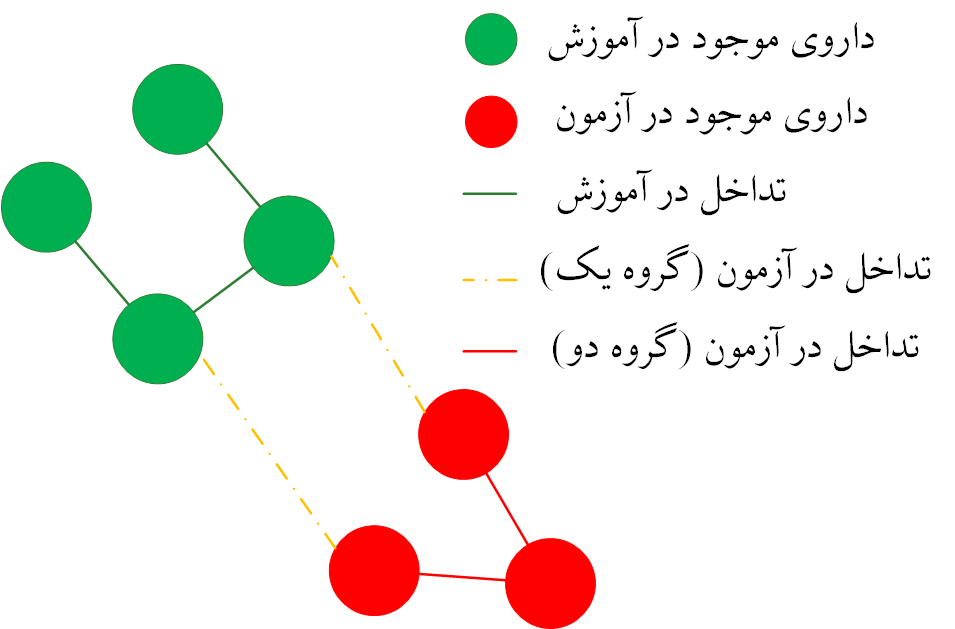 داروی موجود در آموزش
داروی موجود در آزمون
تداخل در آموزش
تداخل در آزمون (گروه یک)
تداخل در آزمون (گروه دو)